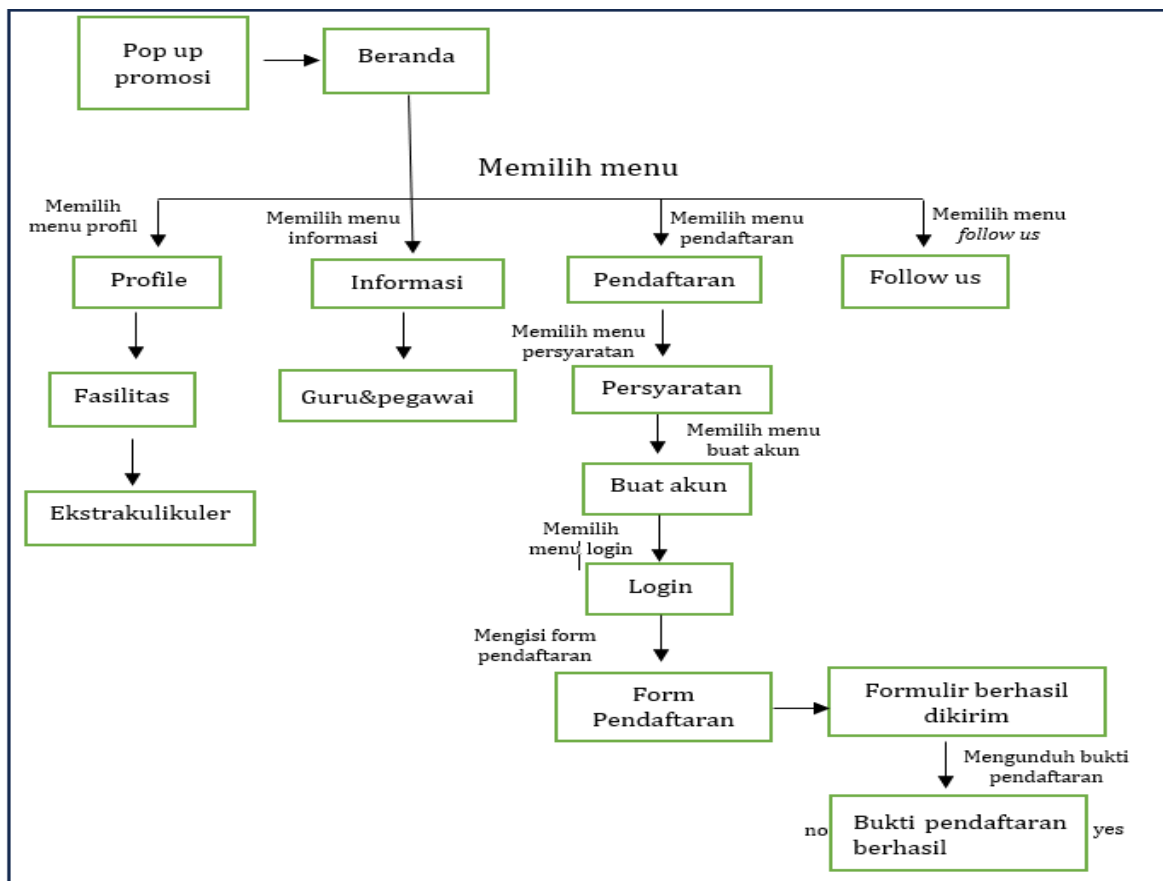 Pop up
promosi
Beranda
Memilih menu
Memilih
menu profil
Memilih menu
informasi
Memilih menu
pendaftaran
Memilih menu
follow us
Profile
Informasi
Pendaftaran
Follow us
Memilih menu
persyaratan
Fasilitas
Guru&pegawai
Persyaratan
Memilih menu
buat akun
Ekstrakulikuler
Buat akun
Memilih
menu login
Login
Mengisi form
pendaftaran
Form
Pendaftaran
Formulir berhasil
dikirim
Mengunduh bukti
pendaftaran
no
Bukti pendaftaran
berhasil
yes